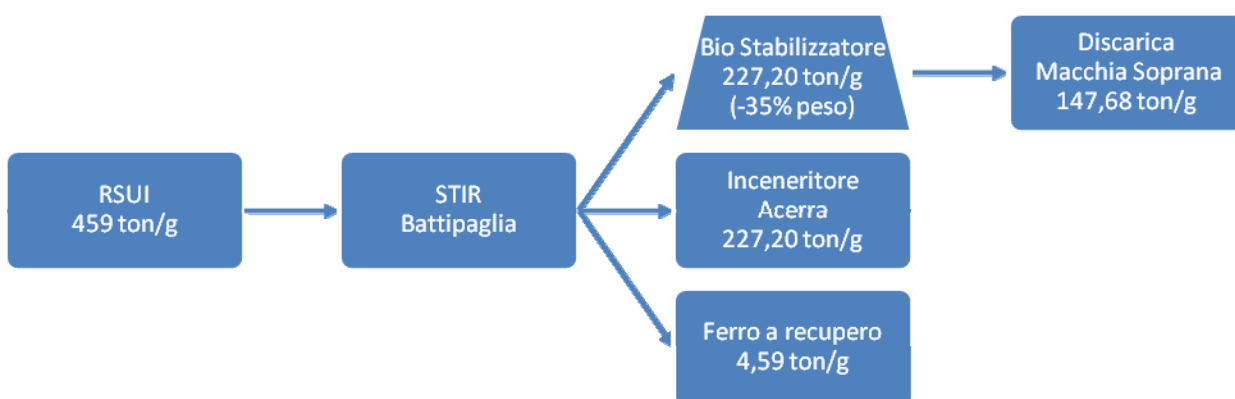 RSUI
459 ton/g
STIR
Battipaglia
Bio Stabilizzatore
227,20 ton/g
(-35% peso)
Discarica
Macchia Soprana
147,68 ton/g
Inceneritore
Acerra
227,20 ton/g
Ferro a recupero
4,59 ton/g